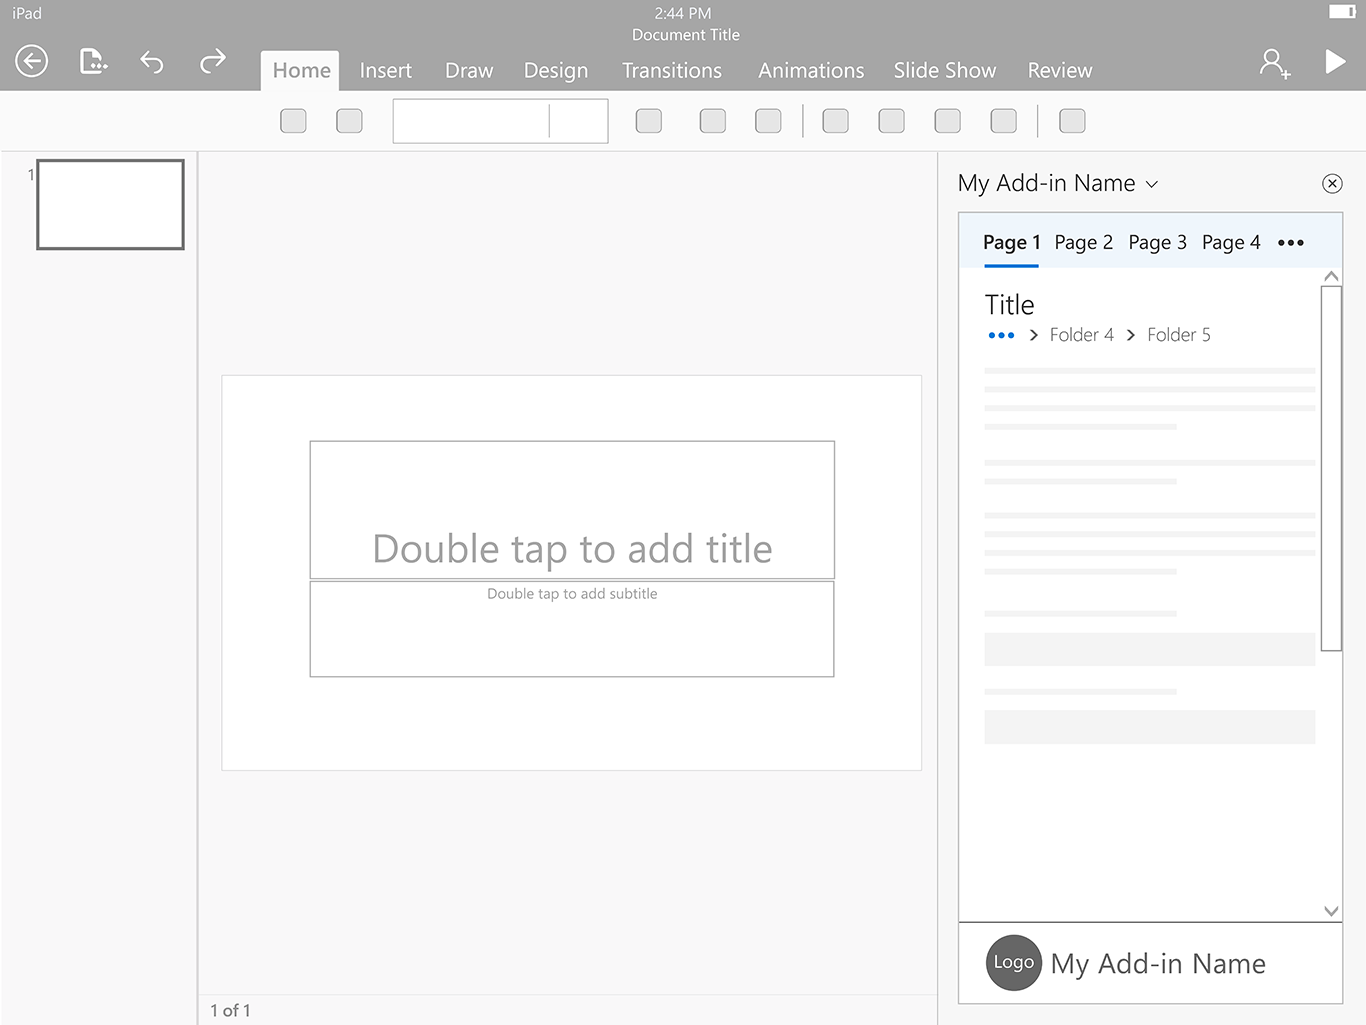 iPad
2:44 PM
Document Title
Home Insert Draw Design Transitions Animations Slide Show Review
1
Double tap to add title
Double tap to add subtitle
1 of 1
My Add-in Name
Page 1 Page 2 Page 3 Page 4 •••
Title
••• > Folder 4 > Folder 5
Logo My Add-in Name